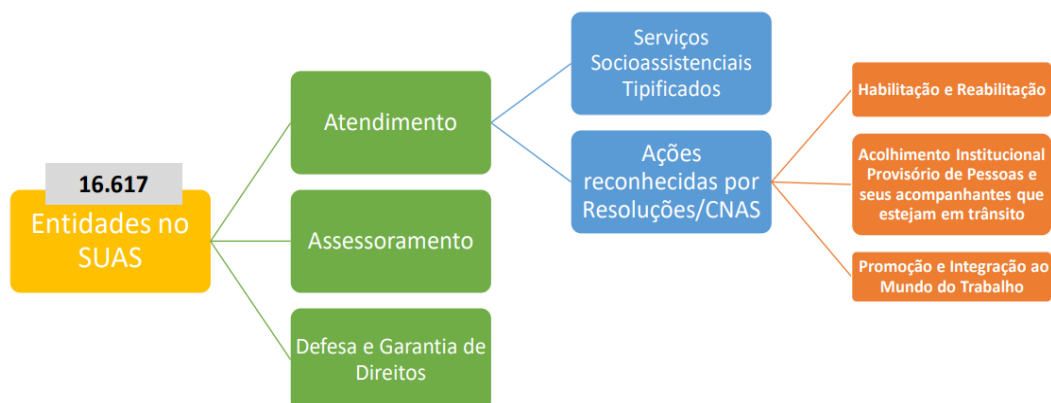 16.617
Entidades no
SUAS
Atendimento
Assessoramento
Defesa e Garantia de
Direitos
Serviços
Socioassistenciais
Tipificados
Ações
reconhecidas por
Resoluções/CNAS
Habilitação e Reabilitação
Acolhimento Institucional
Provisório de Pessoas e
seus acompanhantes que
estejam em trânsito
Promoção e Integração ao
Mundo do Trabalho